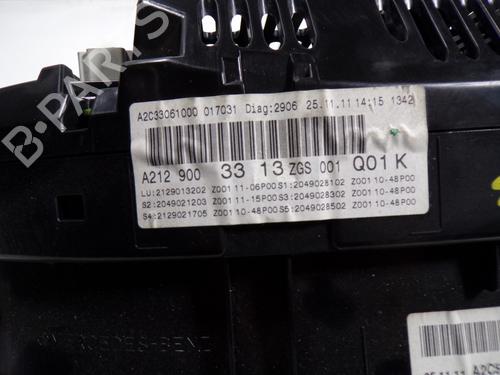 B-PARTS
A2C33061000 017031 Diag:2906 25.11.11 14:15 1342
A212 900 33 13 ZGS 001 Q01 K
LU:2129013202 Z001 11-06P00 S1:2049028102 Z001 10-48P00
S2:2049021203 Z001 11-15P00 S3:2049028302 Z001 10-48P00
S4:2129021705 Z001 10-48P00 S5:2049028502 Z001 10-48P00
MERCEDES-BENZ